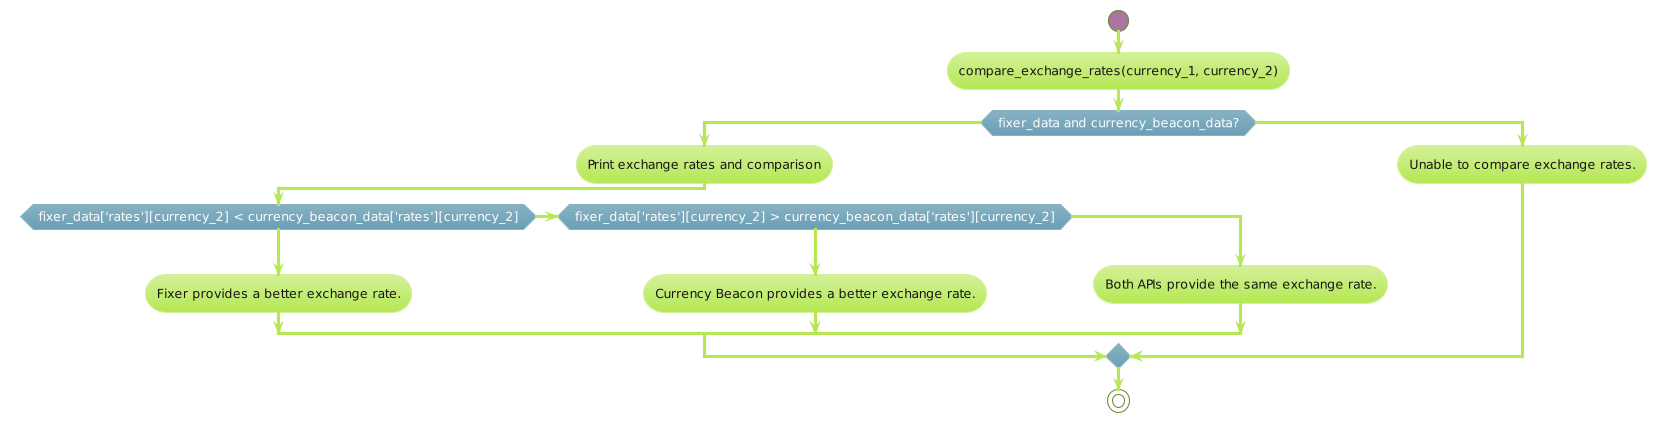 compare_exchange_rates(currency_1, currency_2)
fixer_data and currency_beacon_data?
Print exchange rates and comparison
Unable to compare exchange rates.
fixer_data['rates'][currency_2] < currency_beacon_data['rates'][currency_2]
fixer_data['rates'][currency_2] > currency_beacon_data['rates'][currency_2]
Fixer provides a better exchange rate.
Currency Beacon provides a better exchange rate.
Both APIs provide the same exchange rate.